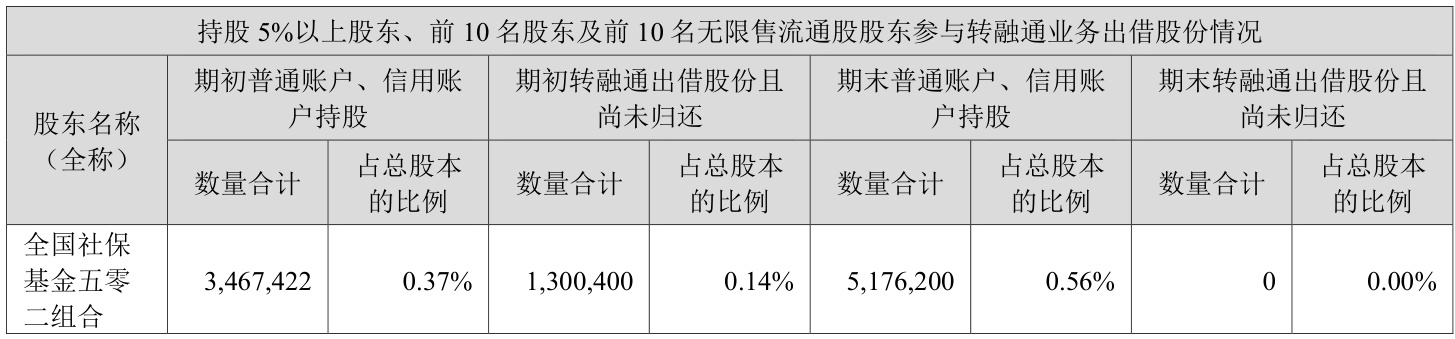 持股 5%以上股东、前 10 名股东及前 10 名无限售流通股股东参与转融通业务出借股份情况
股东名称
（全称）
期初普通账户、信用账
户持股
期初转融通出借股份且
尚未归还
期末普通账户、信用账
户持股
期末转融通出借股份且
尚未归还
数量合计
占总股本
的比例
数量合计
占总股本
的比例
数量合计
占总股本
的比例
数量合计
占总股本
的比例
全国社保
基金五零
二组合
3,467,422
0.37%
1,300,400
0.14%
5,176,200
0.56%
0
0.00%